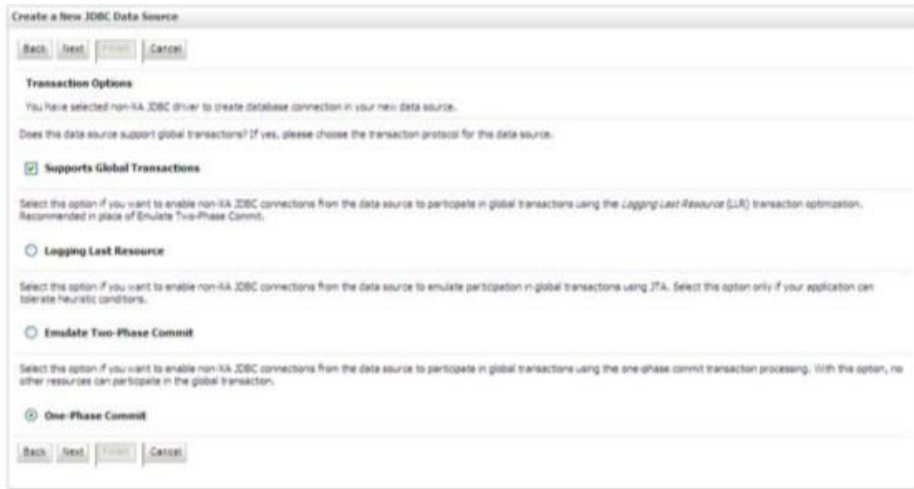 Create a New JDBC Data Source
Back Next Finish Cancel
Transaction Options
You have selected non-XA JDBC driver to create database connection in your new data source.
Does this data source support global transactions? If yes, please choose the transaction protocol for this data source.
Supports Global Transactions
Select this option if you want to enable non-XA JDBC connections from the data source to participate in global transactions using the Logging Last Resource (LLR) transaction optimization.
Recommended in place of Emulate Two-Phase Commit.
Logging Last Resource
Select this option if you want to enable non-XA JDBC connections from the data source to emulate participation in global transactions using JTA. Select this option only if your application can
tolerate heuristic conditions.
Emulate Two-Phase Commit
Select this option if you want to enable non-XA JDBC connections from the data source to participate in global transactions using the one-phase commit transaction processing. With this option, no
other resources can participate in the global transaction.
One-Phase Commit
Back Next Finish Cancel